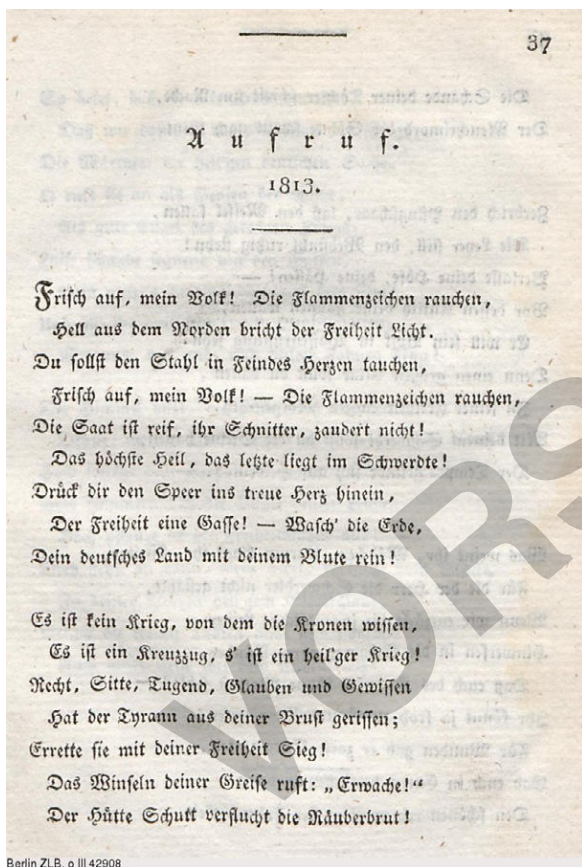 37
Aufruf.
1813.
Frisch auf, mein Volk! Die Flammenzeichen rauchen,
Hell aus dem Norden bricht der Freiheit Licht.
Du sollst den Stahl in Feindes Herzen tauchen,
Frisch auf, mein Volk! — Die Flammenzeichen rauchen,
Die Saat ist reif, ihr Schnitter, zaudert nicht!
Das höchste Heil, das letzte liegt im Schwerdte!
Drück dir den Speer ins treue Herz hinein,
Der Freiheit eine Gasse! — Wasch' die Erde,
Dein deutsches Land mit deinem Blute rein!
Es ist kein Krieg, von dem die Kronen wissen,
Es ist ein Kreuzzug, s' ist ein heil'ger Krieg!
Recht, Sitte, Tugend, Glauben und Gewissen
Hat der Tyrann aus deiner Brust gerissen;
Errette sie mit deiner Freiheit Sieg!
Das Winseln deiner Greise ruft: „Erwache!“
Der Hütte Schutt verflucht die Räuberbrut!
VORS
Berlin ZLB, o III 42908